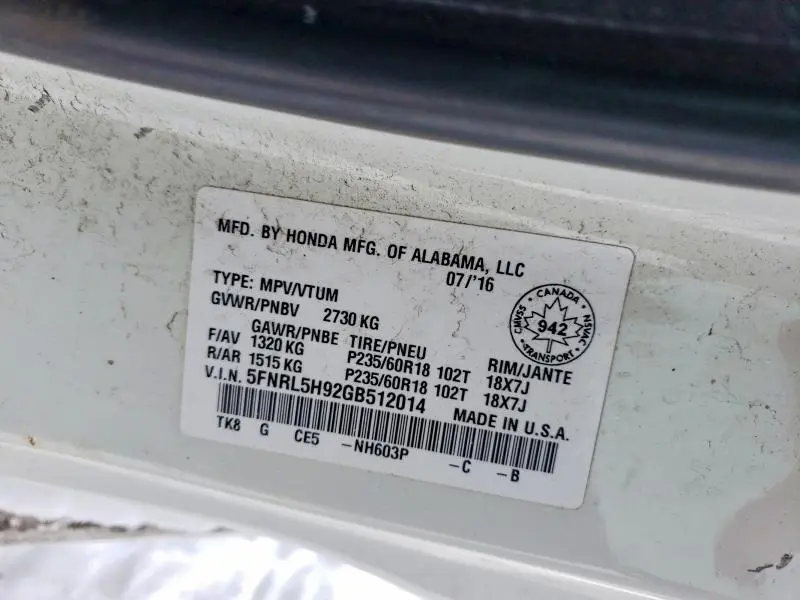 MFD. BY HONDA MFG. OF ALABAMA, LLC
07/'16
TYPE: MPV/VTUM
GVWR/PNBV 2730 KG
GAWR/PNBE TIRE/PNEU RIM/JANTE
F/AV 1320 KG P235/60R18 102T 18X7J
R/AR 1515 KG P235/60R18 102T 18X7J
V.I.N. 5FNRL5H92GB512014 MADE IN U.S.A.
TK8 G CE5 -NH603P -C -B
CANADA
CMVSS 942 NSVAC
TRANSPORT